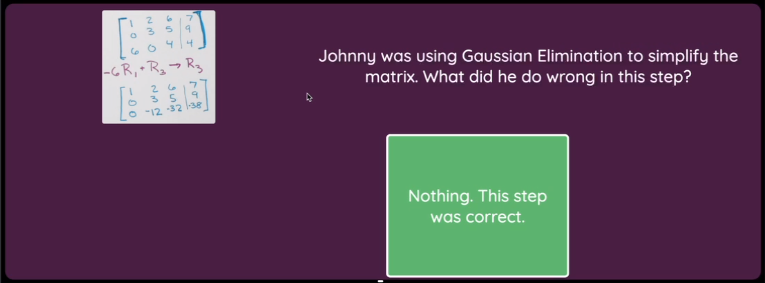 1 2 6 | 7
0 3 5 | 9
6 0 4 | 4
-6R₁+R₃→R₃
1 2 6 | 7
0 3 5 | 9
0 -12 -32 | -38
Johnny was using Gaussian Elimination to simplify the
matrix. What did he do wrong in this step?
Nothing. This step
was correct.